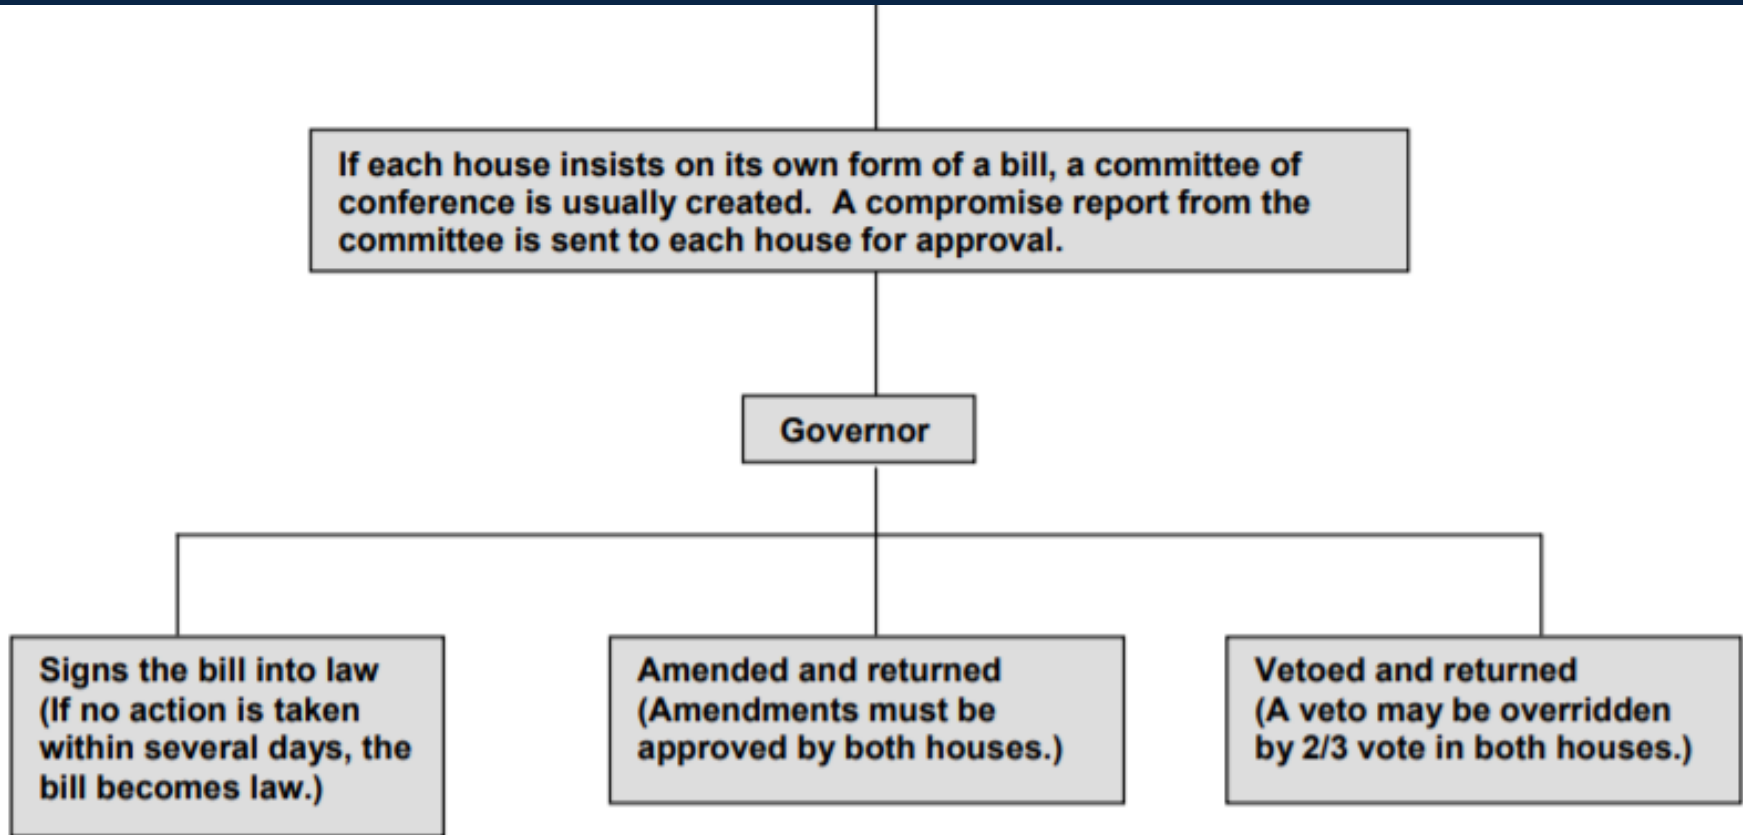 If each house insists on its own form of a bill, a committee of
conference is usually created.  A compromise report from the
committee is sent to each house for approval.
Governor
Signs the bill into law
(If no action is taken
within several days, the
bill becomes law.)
Amended and returned
(Amendments must be
approved by both houses.)
Vetoed and returned
(A veto may be overridden
by 2/3 vote in both houses.)